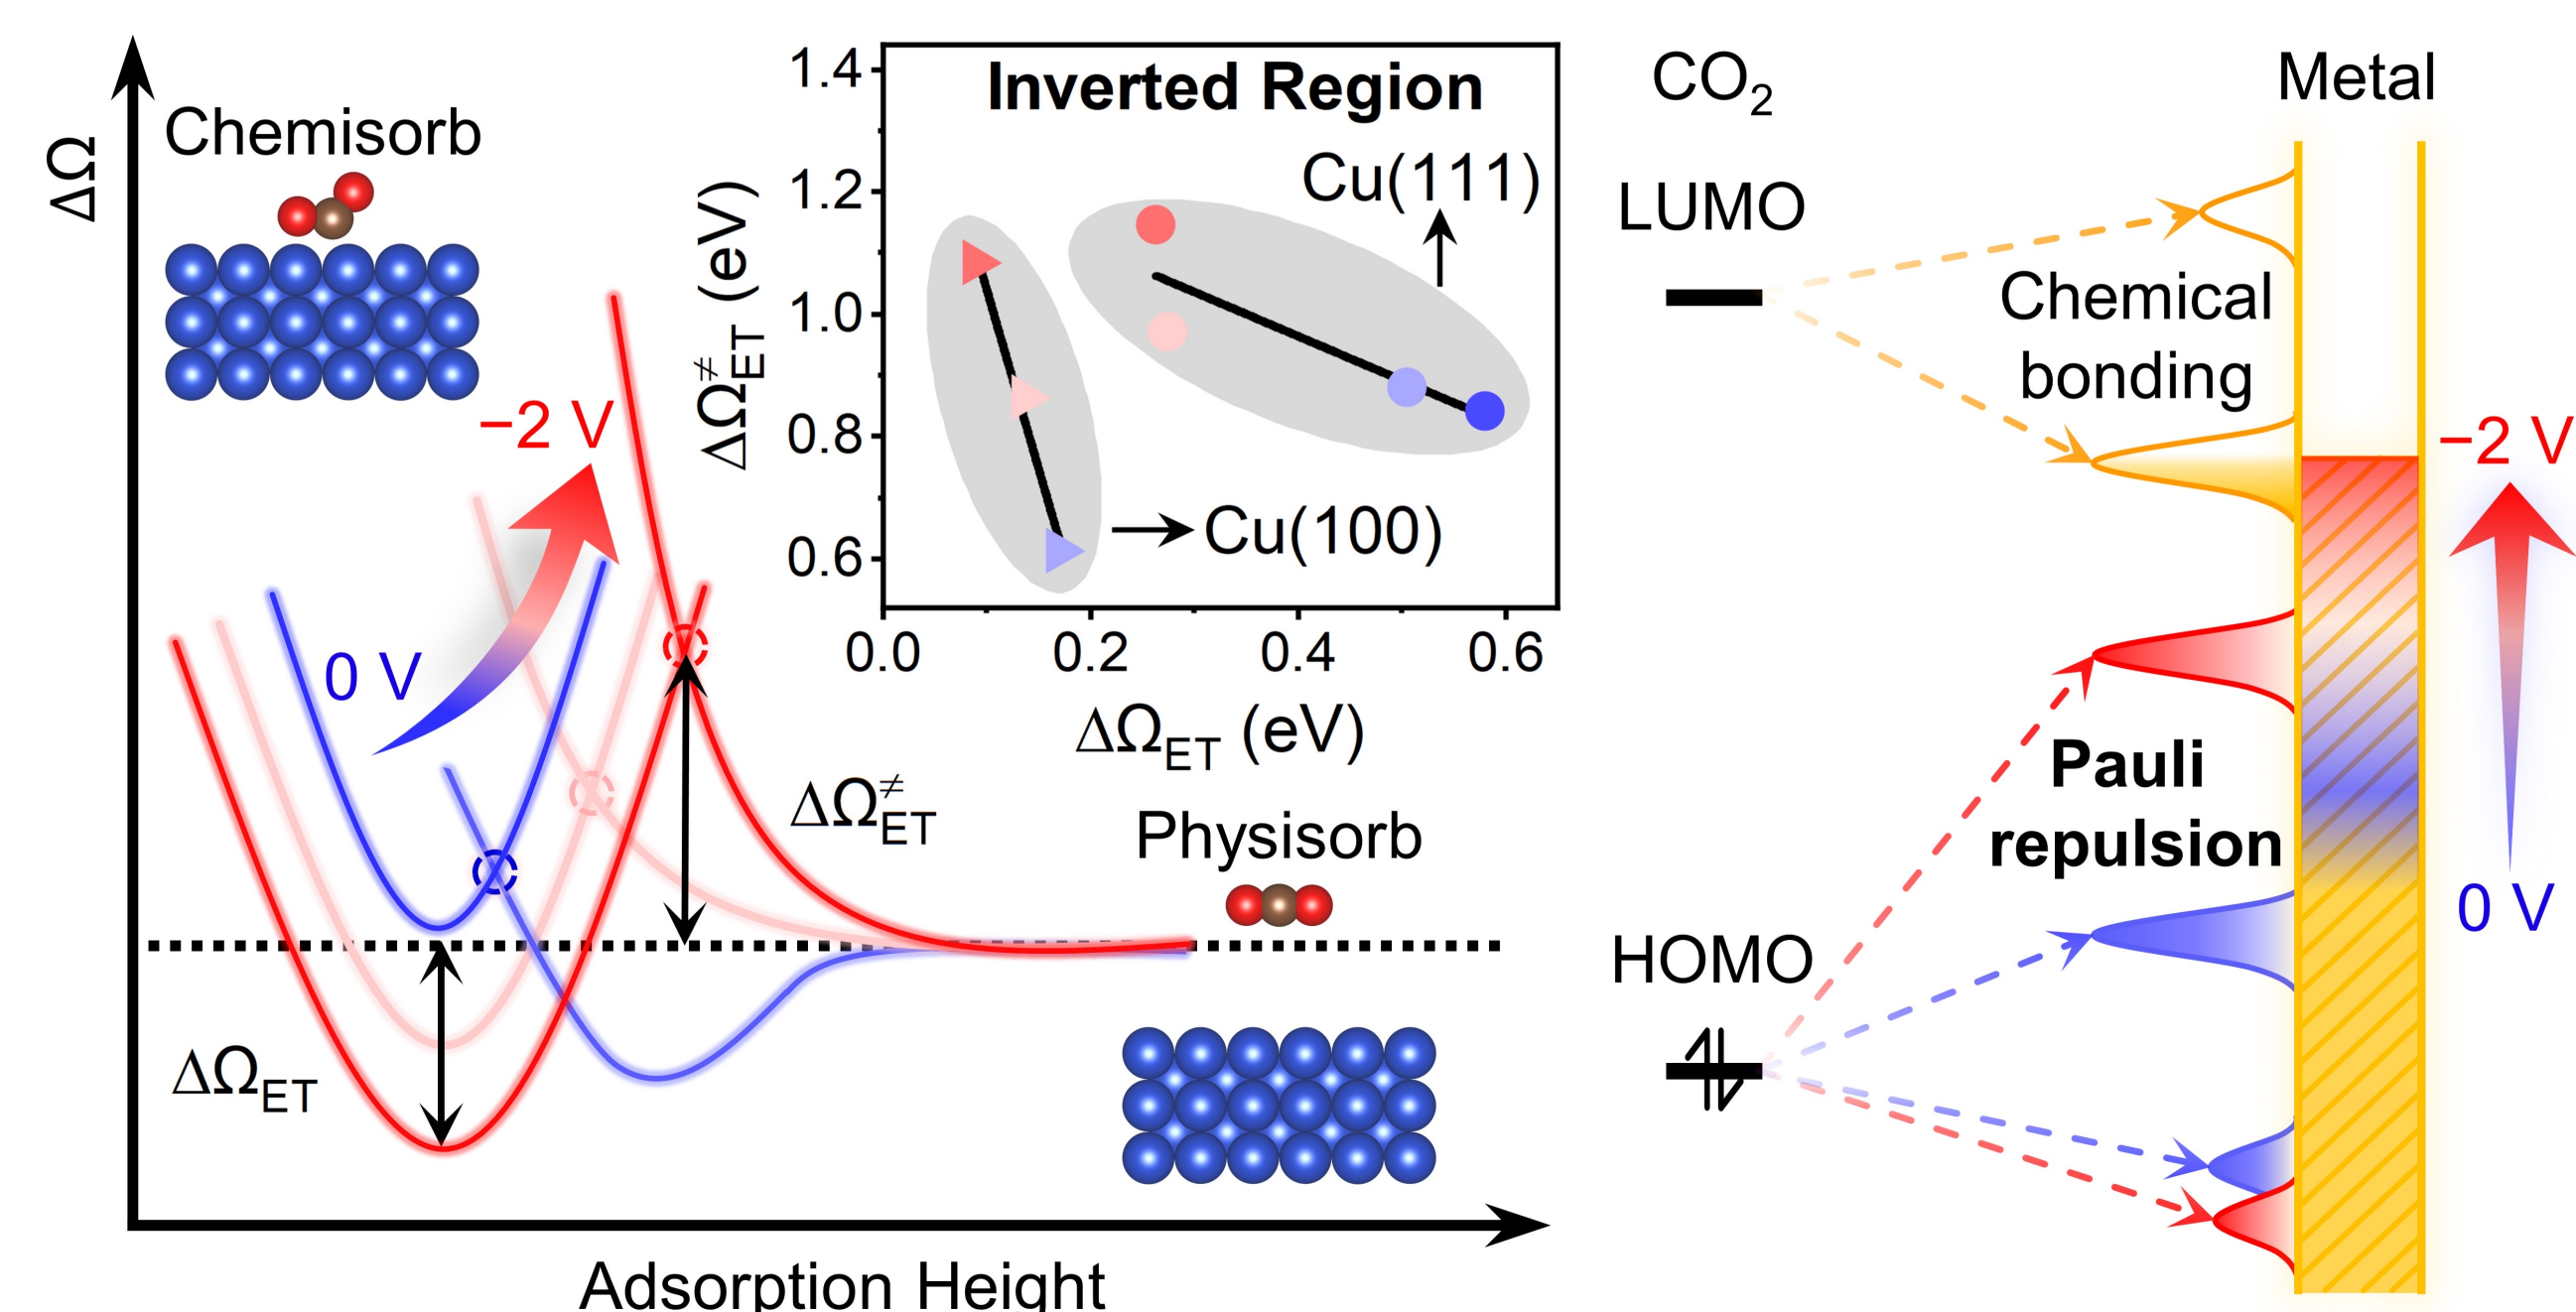 ΔΩ
Chemisorb
−2 V
0 V
ΔΩ≠ET
ΔΩET
Physisorb
Adsorption Height
Inverted Region
Cu(111)
Cu(100)
ΔΩ≠ET (eV)
1.4
1.2
1.0
0.8
0.6
0.0 0.2 0.4 0.6
ΔΩET (eV)
CO₂
Metal
LUMO
Chemical
bonding
−2 V
Pauli
repulsion
0 V
HOMO